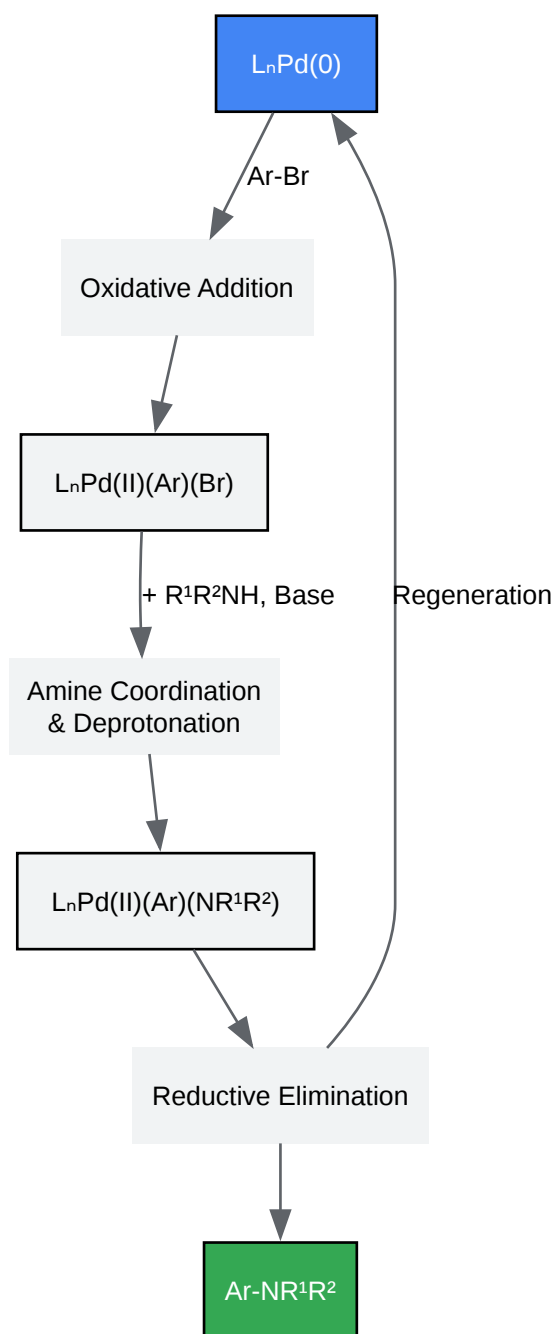 LₙPd(0)
Ar-Br
Oxidative Addition
LₙPd(II)(Ar)(Br)
+ R¹R²NH, Base
Regeneration
Amine Coordination
& Deprotonation
LₙPd(II)(Ar)(NR¹R²)
Reductive Elimination
Ar-NR¹R²